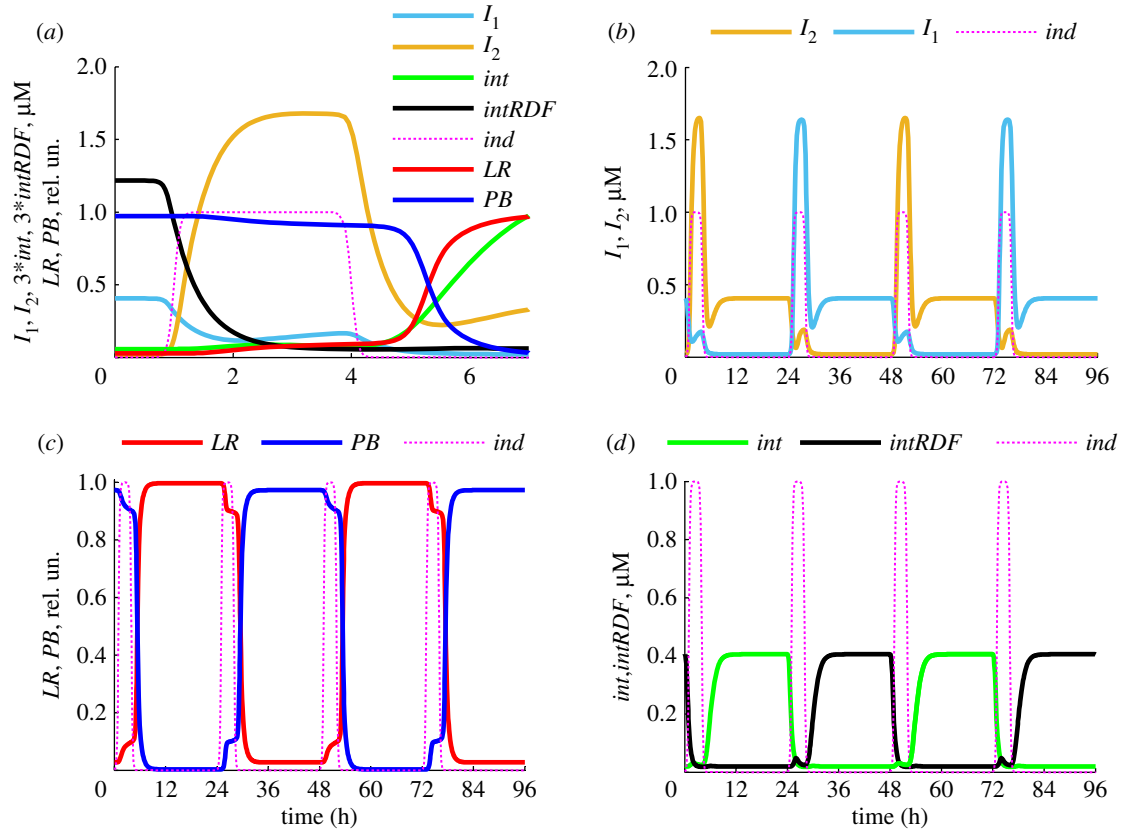 (a)
I1
I2
int
intRDF
ind
LR
PB
I1, I2, 3*int, 3*intRDF, µM
LR, PB, rel. un.
2.0
1.5
1.0
0.5
0 2 4 6
(b)
I2 I1 ind
I1, I2, µM
2.0
1.5
1.0
0.5
0 12 24 36 48 60 72 84 96
(c)
LR PB ind
LR, PB, rel. un.
1.0
0.8
0.6
0.4
0.2
0 12 24 36 48 60 72 84 96
time (h)
(d)
int intRDF ind
int,intRDF, µM
1.0
0.8
0.6
0.4
0.2
0 12 24 36 48 60 72 84 96
time (h)